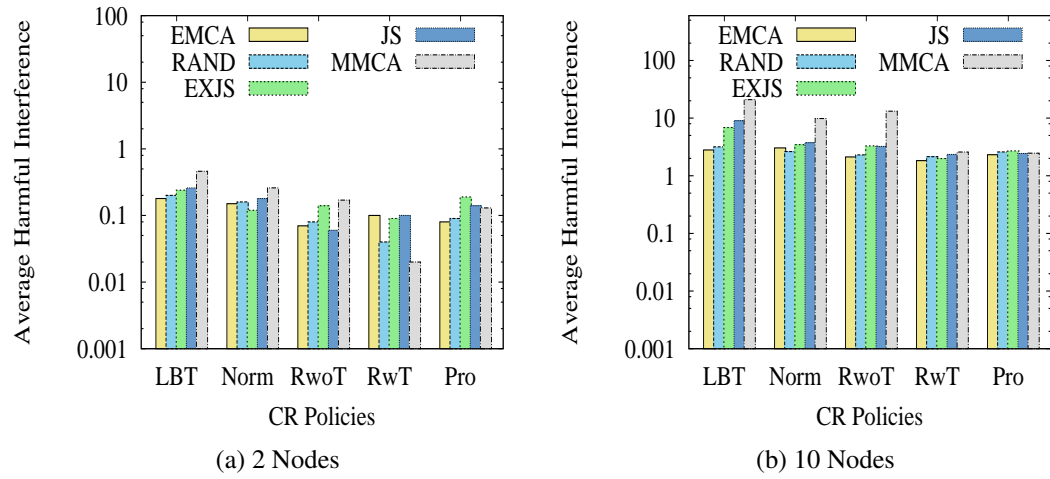 Average Harmful Interference
100
10
1
0.1
0.01
0.001
EMCA
RAND
EXJS
JS
MMCA
LBT Norm RwoT RwT Pro
CR Policies
(a) 2 Nodes
Average Harmful Interference
100
10
1
0.1
0.01
0.001
EMCA
RAND
EXJS
JS
MMCA
LBT Norm RwoT RwT Pro
CR Policies
(b) 10 Nodes